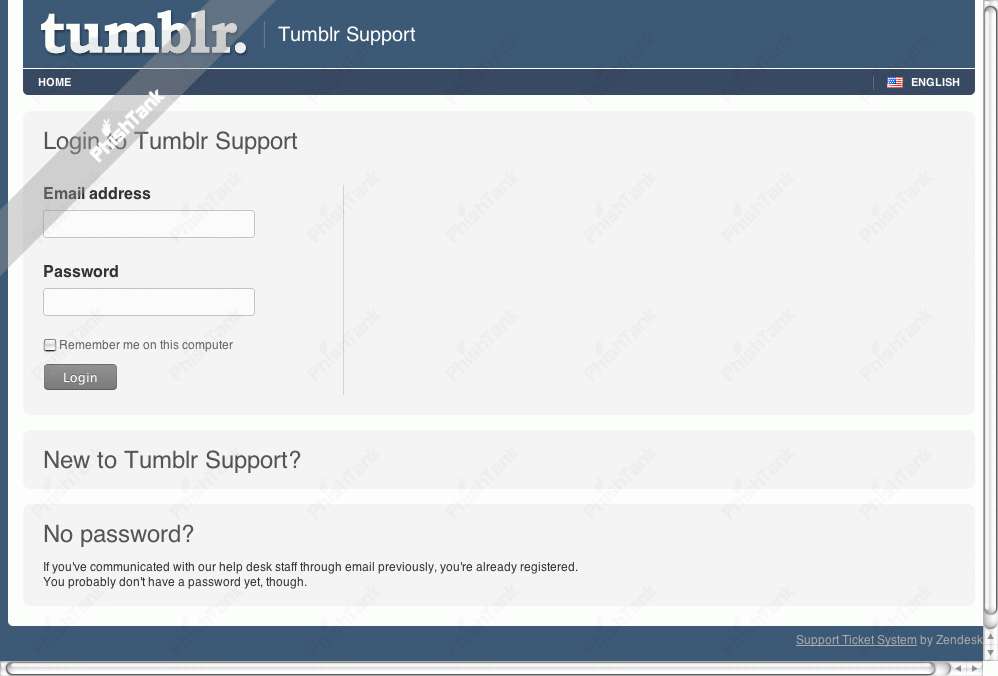 tumblr.
Tumblr Support
HOME
ENGLISH
PhishTank
Login to Tumblr Support
Email address
Password
Remember me on this computer
Login
New to Tumblr Support?
No password?
If you've communicated with our help desk staff through email previously, you're already registered.
You probably don't have a password yet, though.
Support Ticket System by Zendesk